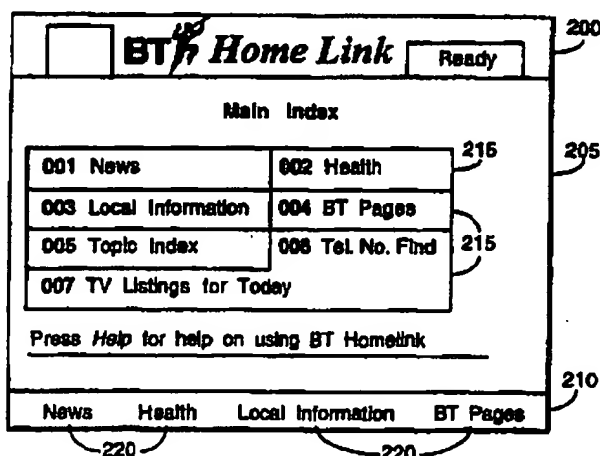 BT Home Link Ready 200
Main Index
205
001 News 002 Health 215
003 Local Information 004 BT Pages
005 Topic Index 006 Tel. No. Find 215
007 TV Listings for Today
Press Help for help on using BT Homelink
210
News Health Local Information BT Pages
220 220